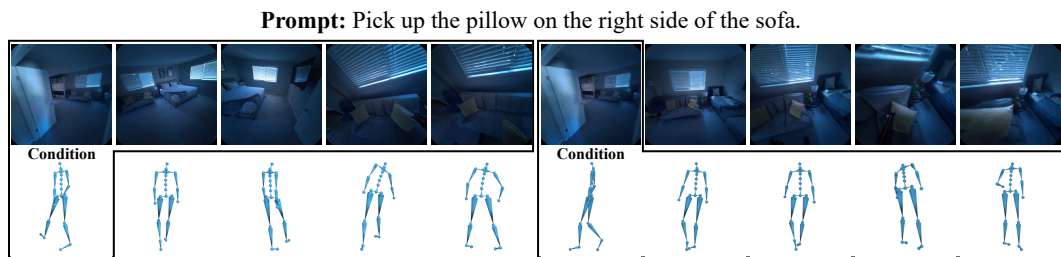 Prompt: Pick up the pillow on the right side of the sofa.
Condition
Condition